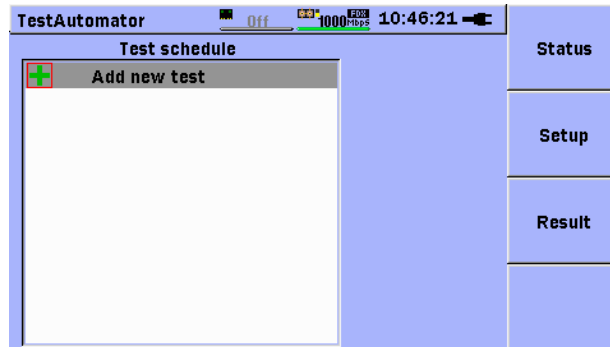 TestAutomator Off 1000 FDX Mbps 10:46:21
Test schedule
Add new test
Status
Setup
Result